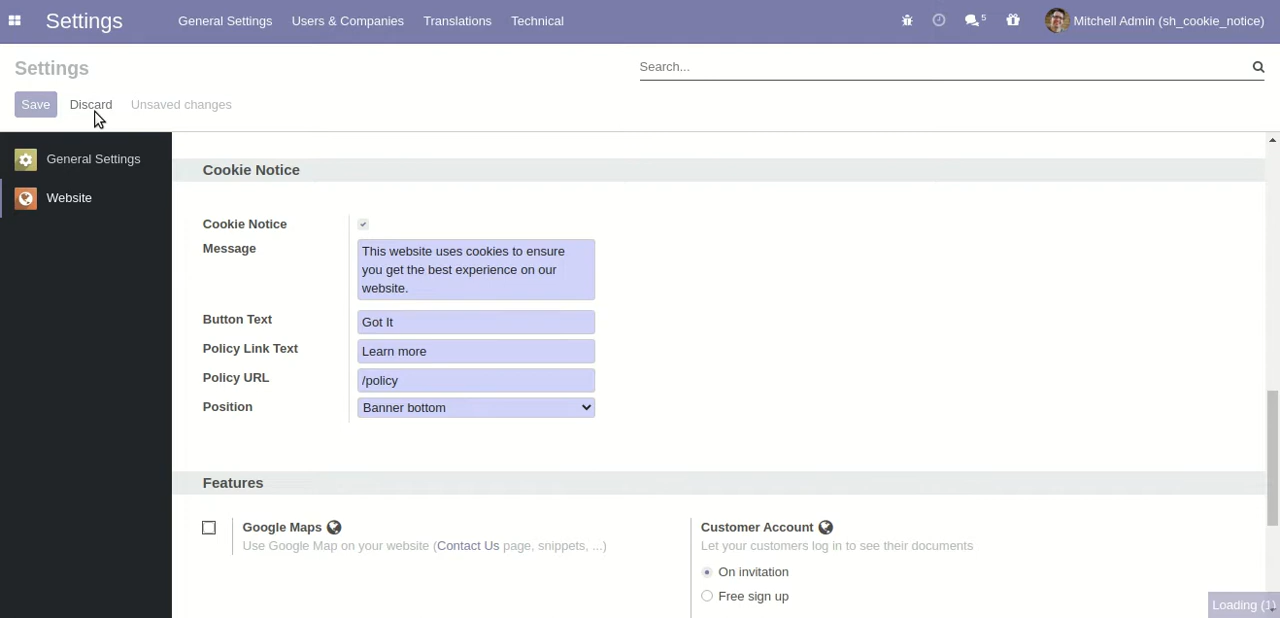 Settings General Settings Users & Companies Translations Technical 5 Mitchell Admin (sh_cookie_notice)
Settings Search...
Save Discard Unsaved changes
General Settings
Website
Cookie Notice
Cookie Notice
Message This website uses cookies to ensure
you get the best experience on our
website.
Button Text Got It
Policy Link Text Learn more
Policy URL /policy
Position Banner bottom
Features
Google Maps Customer Account
Use Google Map on your website (Contact Us page, snippets, ...) Let your customers log in to see their documents
On invitation
Free sign up
Loading (1)